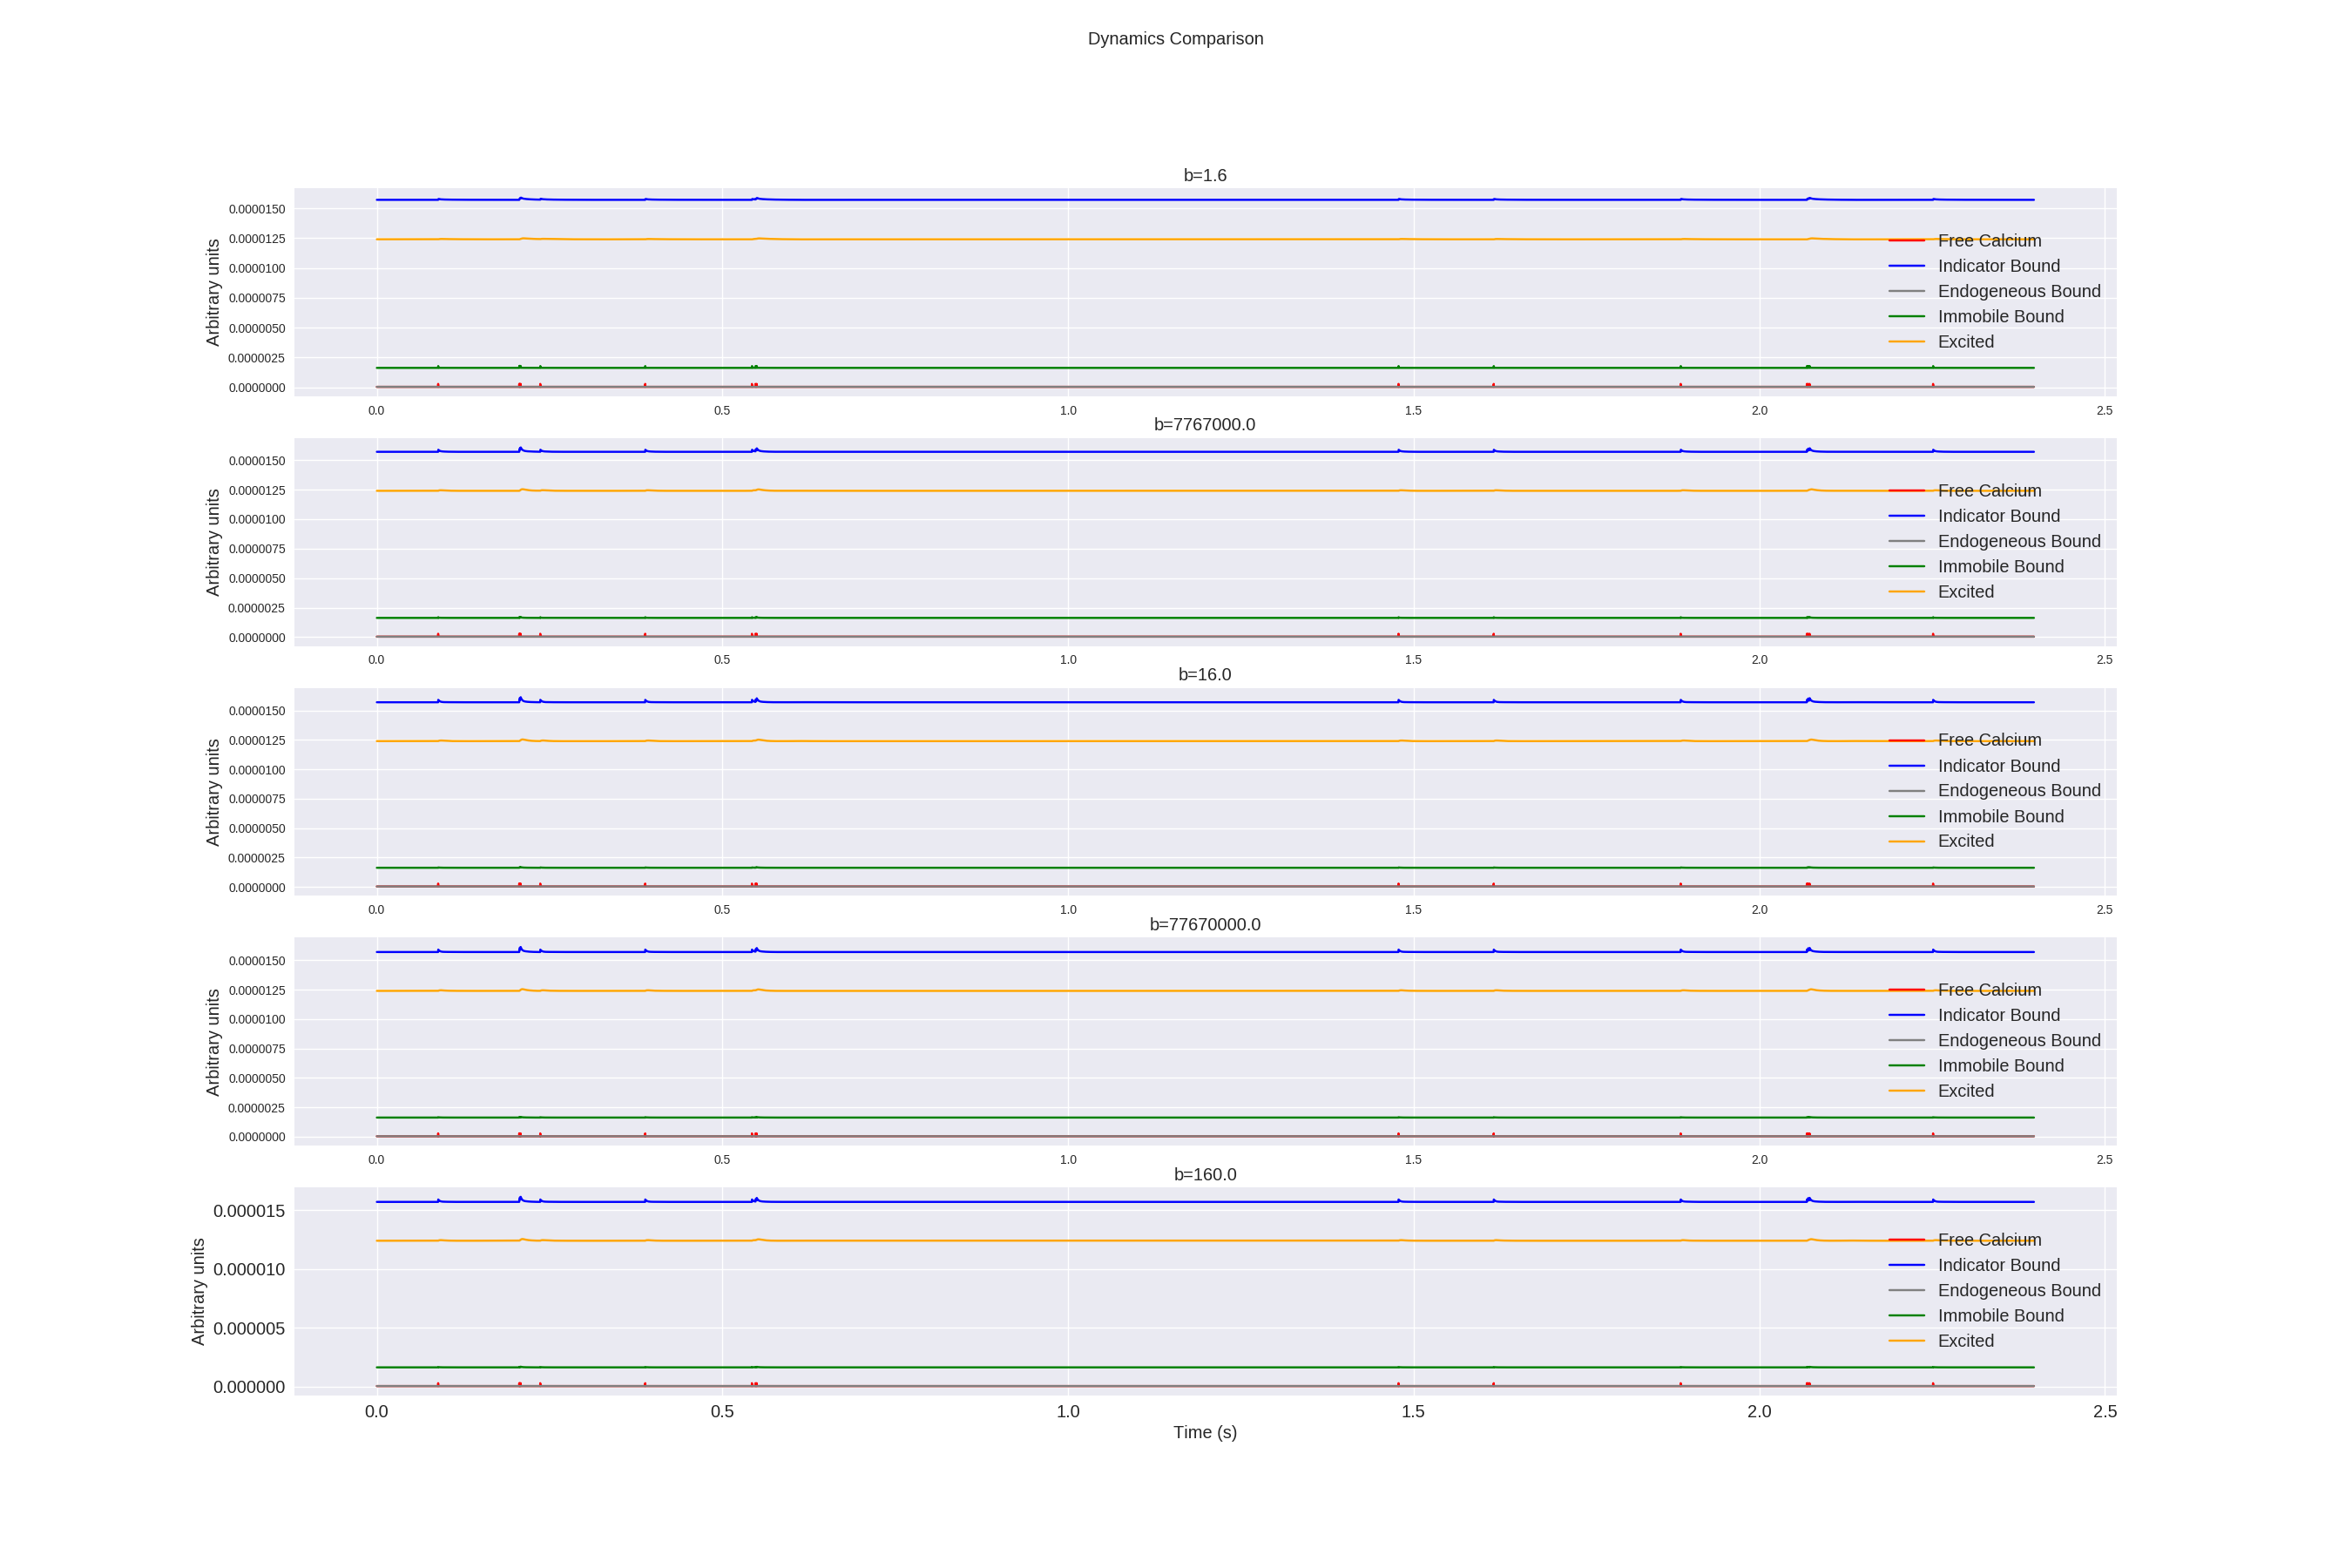 Dynamics Comparison
b=1.6
Arbitrary units
0.0000150
0.0000125
0.0000100
0.0000075
0.0000050
0.0000025
0.0000000
Free Calcium
Indicator Bound
Endogeneous Bound
Immobile Bound
Excited
0.0 0.5 1.0 1.5 2.0 2.5
b=7767000.0
Arbitrary units
0.0000150
0.0000125
0.0000100
0.0000075
0.0000050
0.0000025
0.0000000
Free Calcium
Indicator Bound
Endogeneous Bound
Immobile Bound
Excited
0.0 0.5 1.0 1.5 2.0 2.5
b=16.0
Arbitrary units
0.0000150
0.0000125
0.0000100
0.0000075
0.0000050
0.0000025
0.0000000
Free Calcium
Indicator Bound
Endogeneous Bound
Immobile Bound
Excited
0.0 0.5 1.0 1.5 2.0 2.5
b=77670000.0
Arbitrary units
0.0000150
0.0000125
0.0000100
0.0000075
0.0000050
0.0000025
0.0000000
Free Calcium
Indicator Bound
Endogeneous Bound
Immobile Bound
Excited
0.0 0.5 1.0 1.5 2.0 2.5
b=160.0
Arbitrary units
0.000015
0.000010
0.000005
0.000000
Free Calcium
Indicator Bound
Endogeneous Bound
Immobile Bound
Excited
0.0 0.5 1.0 1.5 2.0 2.5
Time (s)